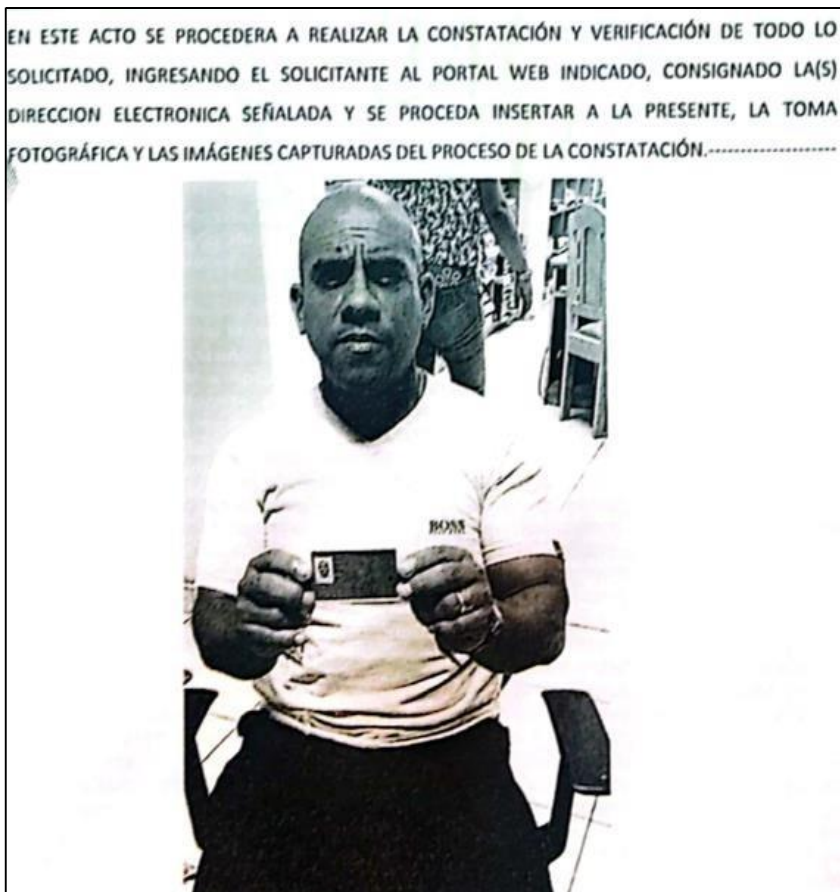 EN ESTE ACTO SE PROCEDERA A REALIZAR LA CONSTATACIÓN Y VERIFICACIÓN DE TODO LO
SOLICITADO, INGRESANDO EL SOLICITANTE AL PORTAL WEB INDICADO, CONSIGNADO LA(S)
DIRECCION ELECTRONICA SEÑALADA Y SE PROCEDA INSERTAR A LA PRESENTE, LA TOMA
FOTOGRÁFICA Y LAS IMÁGENES CAPTURADAS DEL PROCESO DE LA CONSTATACIÓN.-------------------
BOSS